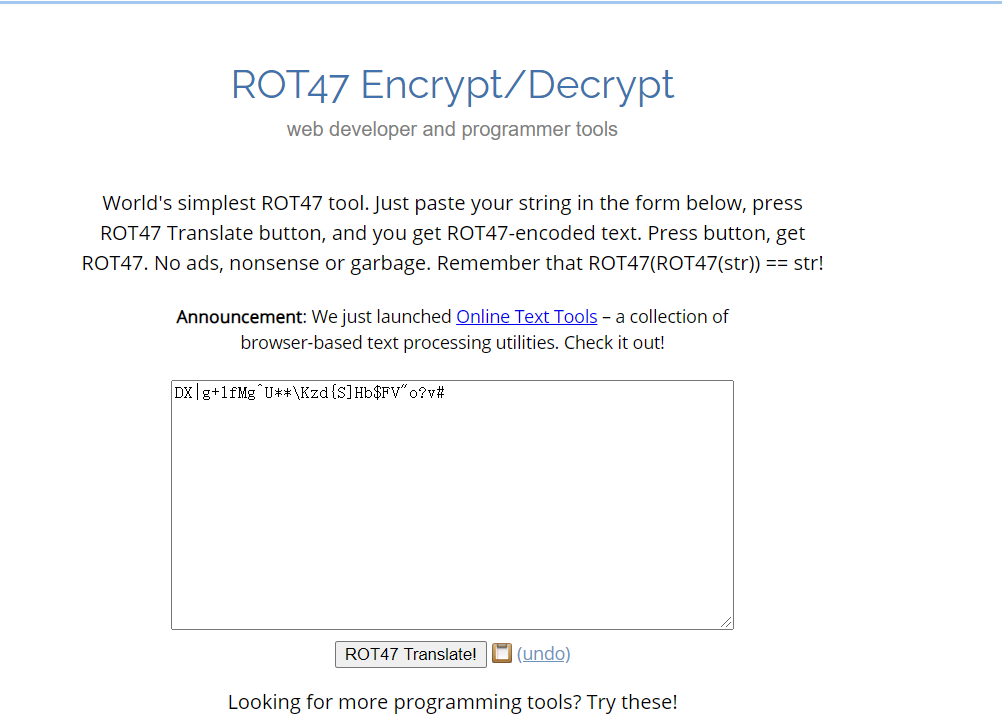 ROT47 Encrypt/Decrypt
web developer and programmer tools
World's simplest ROT47 tool. Just paste your string in the form below, press
ROT47 Translate button, and you get ROT47-encoded text. Press button, get
ROT47. No ads, nonsense or garbage. Remember that ROT47(ROT47(str)) == str!
Announcement: We just launched Online Text Tools – a collection of
browser-based text processing utilities. Check it out!
DX|g+1fMg^U**\Kzd{S]Hb$FV"o?v#
ROT47 Translate! (undo)
Looking for more programming tools? Try these!